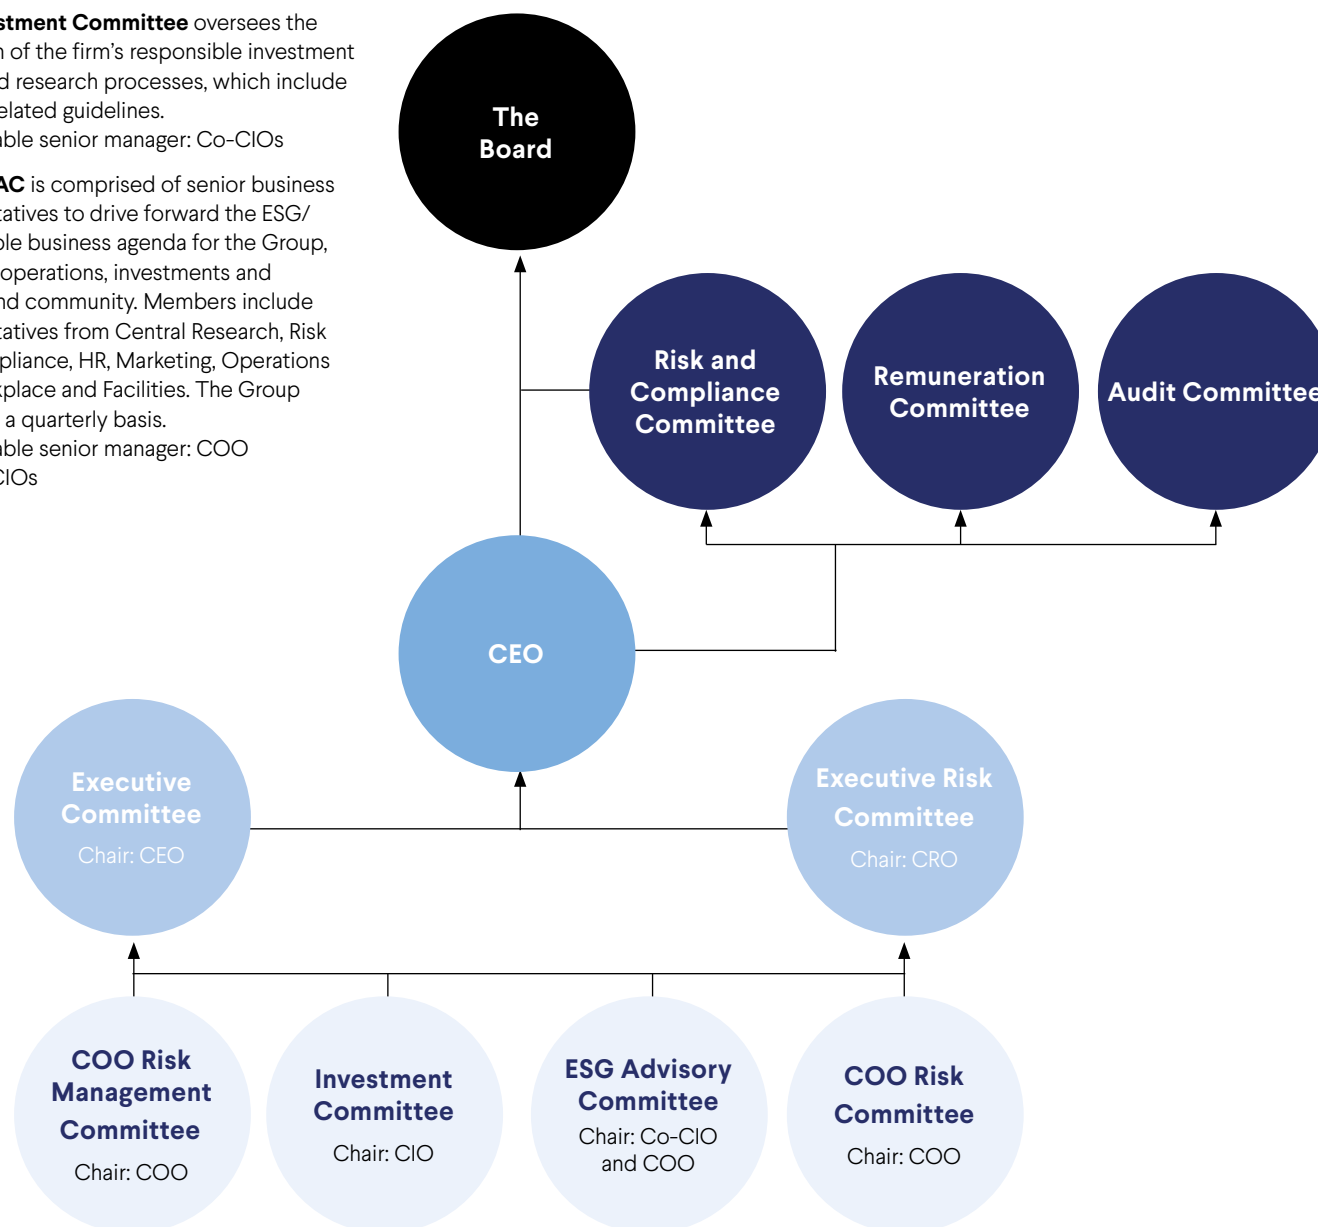 stment Committee oversees the
n of the firm's responsible investment
d research processes, which include
elated guidelines.
able senior manager: Co-CIOs
AC is comprised of senior business
tatives to drive forward the ESG/
ble business agenda for the Group,
operations, investments and
nd community. Members include
tatives from Central Research, Risk
pliance, HR, Marketing, Operations
kplace and Facilities. The Group
a quarterly basis.
able senior manager: COO
CIOs
The
Board
Risk and
Compliance
Committee
Remuneration
Committee
Audit Committee
CEO
Executive
Committee
Chair: CEO
Executive Risk
Committee
Chair: CRO
COO Risk
Management
Committee
Chair: COO
Investment
Committee
Chair: CIO
ESG Advisory
Committee
Chair: Co-CIO
and COO
COO Risk
Committee
Chair: COO